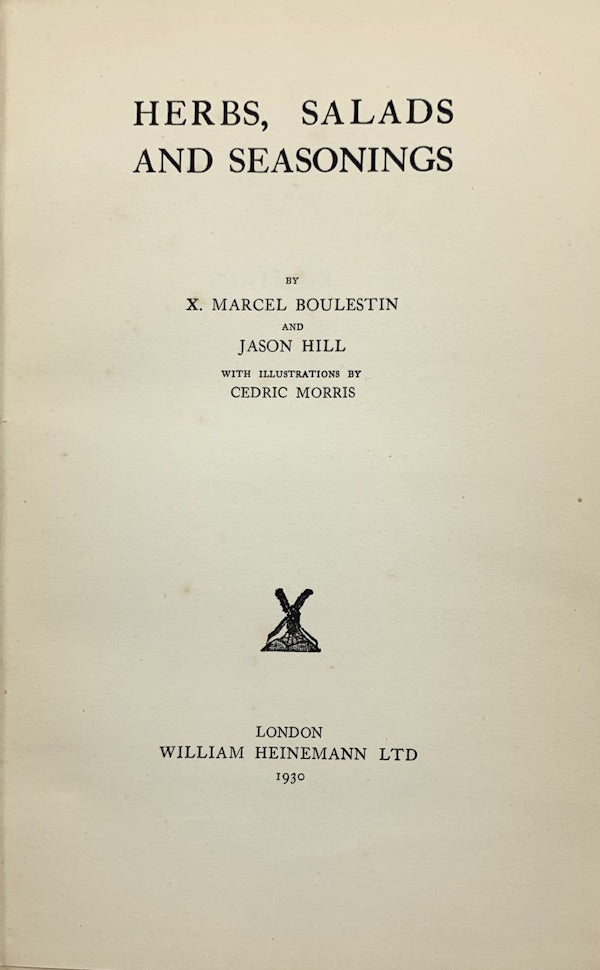 HERBS, SALADS
AND SEASONINGS
BY
X. MARCEL BOULESTIN
AND
JASON HILL
WITH ILLUSTRATIONS BY
CEDRIC MORRIS
LONDON
WILLIAM HEINEMANN LTD
1930